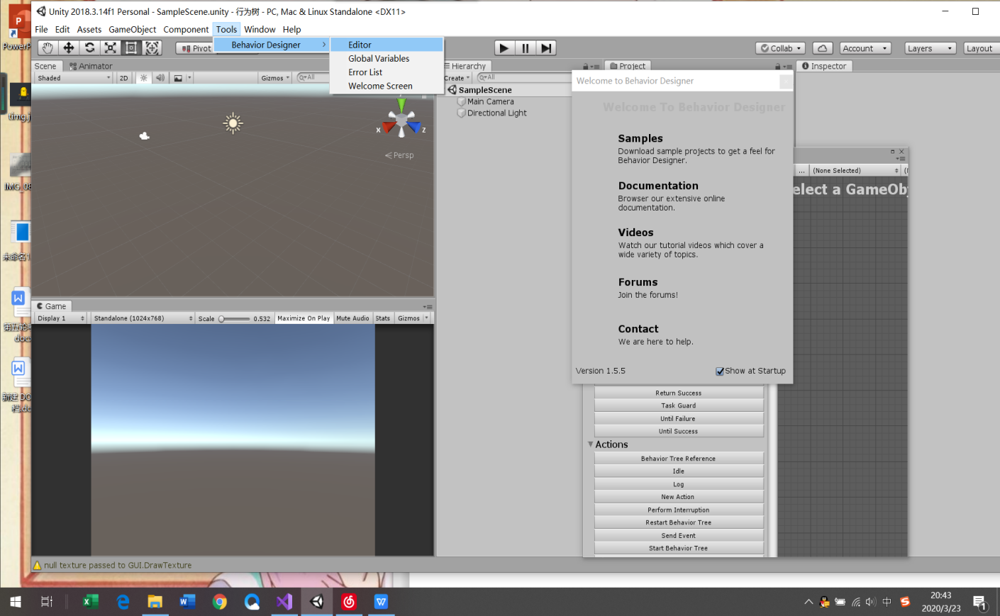 Unity 2018.3.14f1 Personal - SampleScene.unity - 行为树 - PC, Mac & Linux Standalone <DX11>
File Edit Assets GameObject Component Tools Window Help
Pivot
Collab
Account
Layers
Layout
Behavior Designer
Editor
Global Variables
Error List
Welcome Screen
Scene
Animator
Shaded
2D
Gizmos
All
x
z
Persp
Hierarchy
Create
All
SampleScene
Main Camera
Directional Light
Project
Inspector
Welcome to Behavior Designer
Welcome To Behavior Designer
Samples
Download sample projects to get a feel for
Behavior Designer.
Documentation
Browser our extensive online
documentation.
Videos
Watch our tutorial videos which cover a
wide variety of topics.
Forums
Join the forums!
Contact
We are here to help.
Version 1.5.5
Show at Startup
... (None Selected)
elect a GameObj
Return Success
Task Guard
Until Failure
Until Success
Actions
Behavior Tree Reference
Idle
Log
New Action
Perform Interruption
Restart Behavior Tree
Send Event
Start Behavior Tree
Game
Display 1
Standalone (1024x768)
Scale
0.532
Maximize On Play
Mute Audio
Stats
Gizmos
null texture passed to GUI.DrawTexture
PowerP
timg.j
IMG_08
未命名1
docx
新建 DO
档.dc
中
20:43
2020/3/23
1